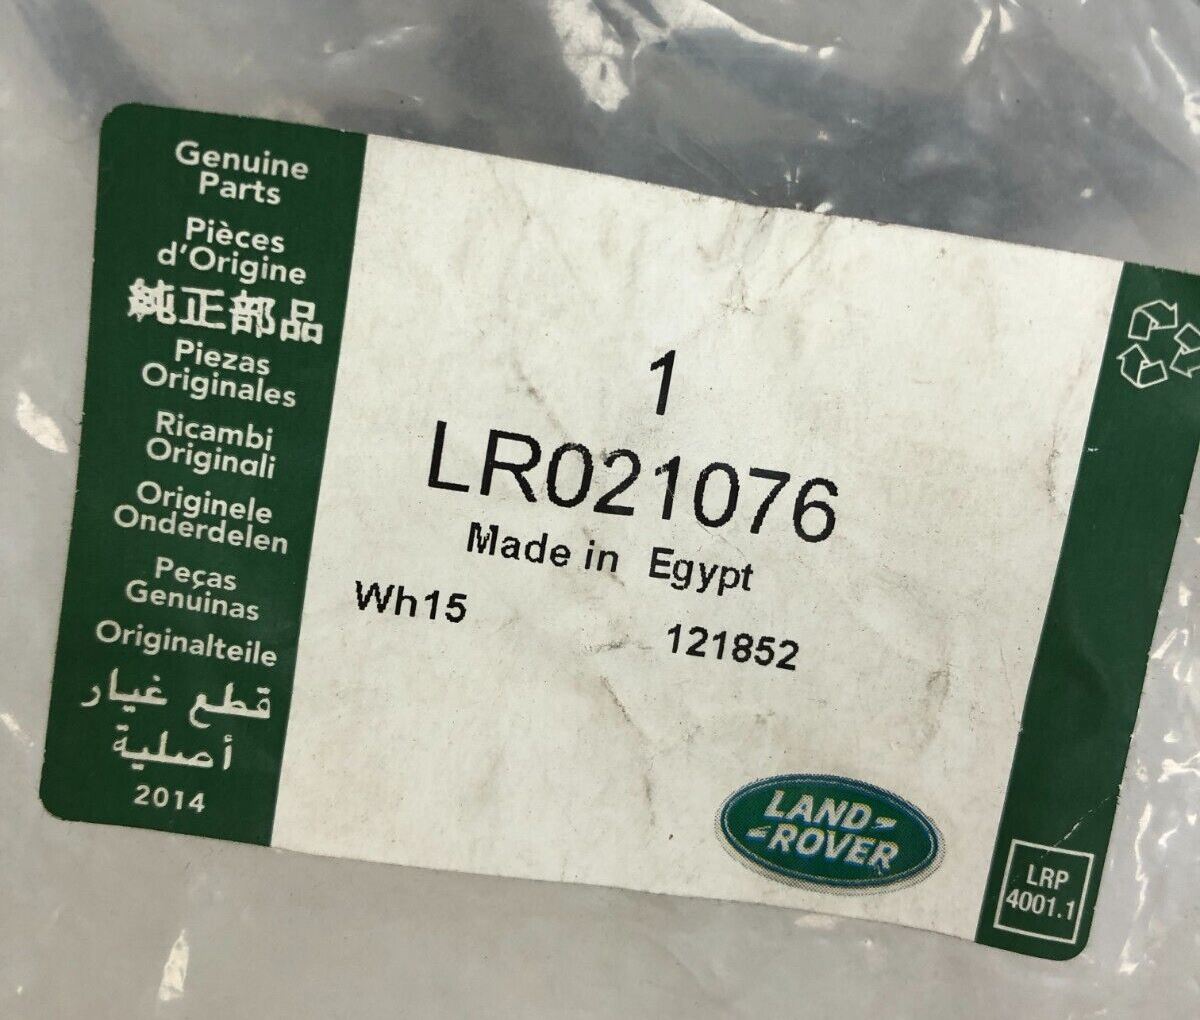 Genuine
Parts
Pièces
d'Origine
純正部品
Piezas
Originales
Ricambi
Originali
Originele
Onderdelen
Peças
Genuinas
Originalteile
قطع غيار
أصلية
2014
1
LR021076
Made in Egypt
Wh15 121852
LAND-
-ROVER
LRP
4001.1